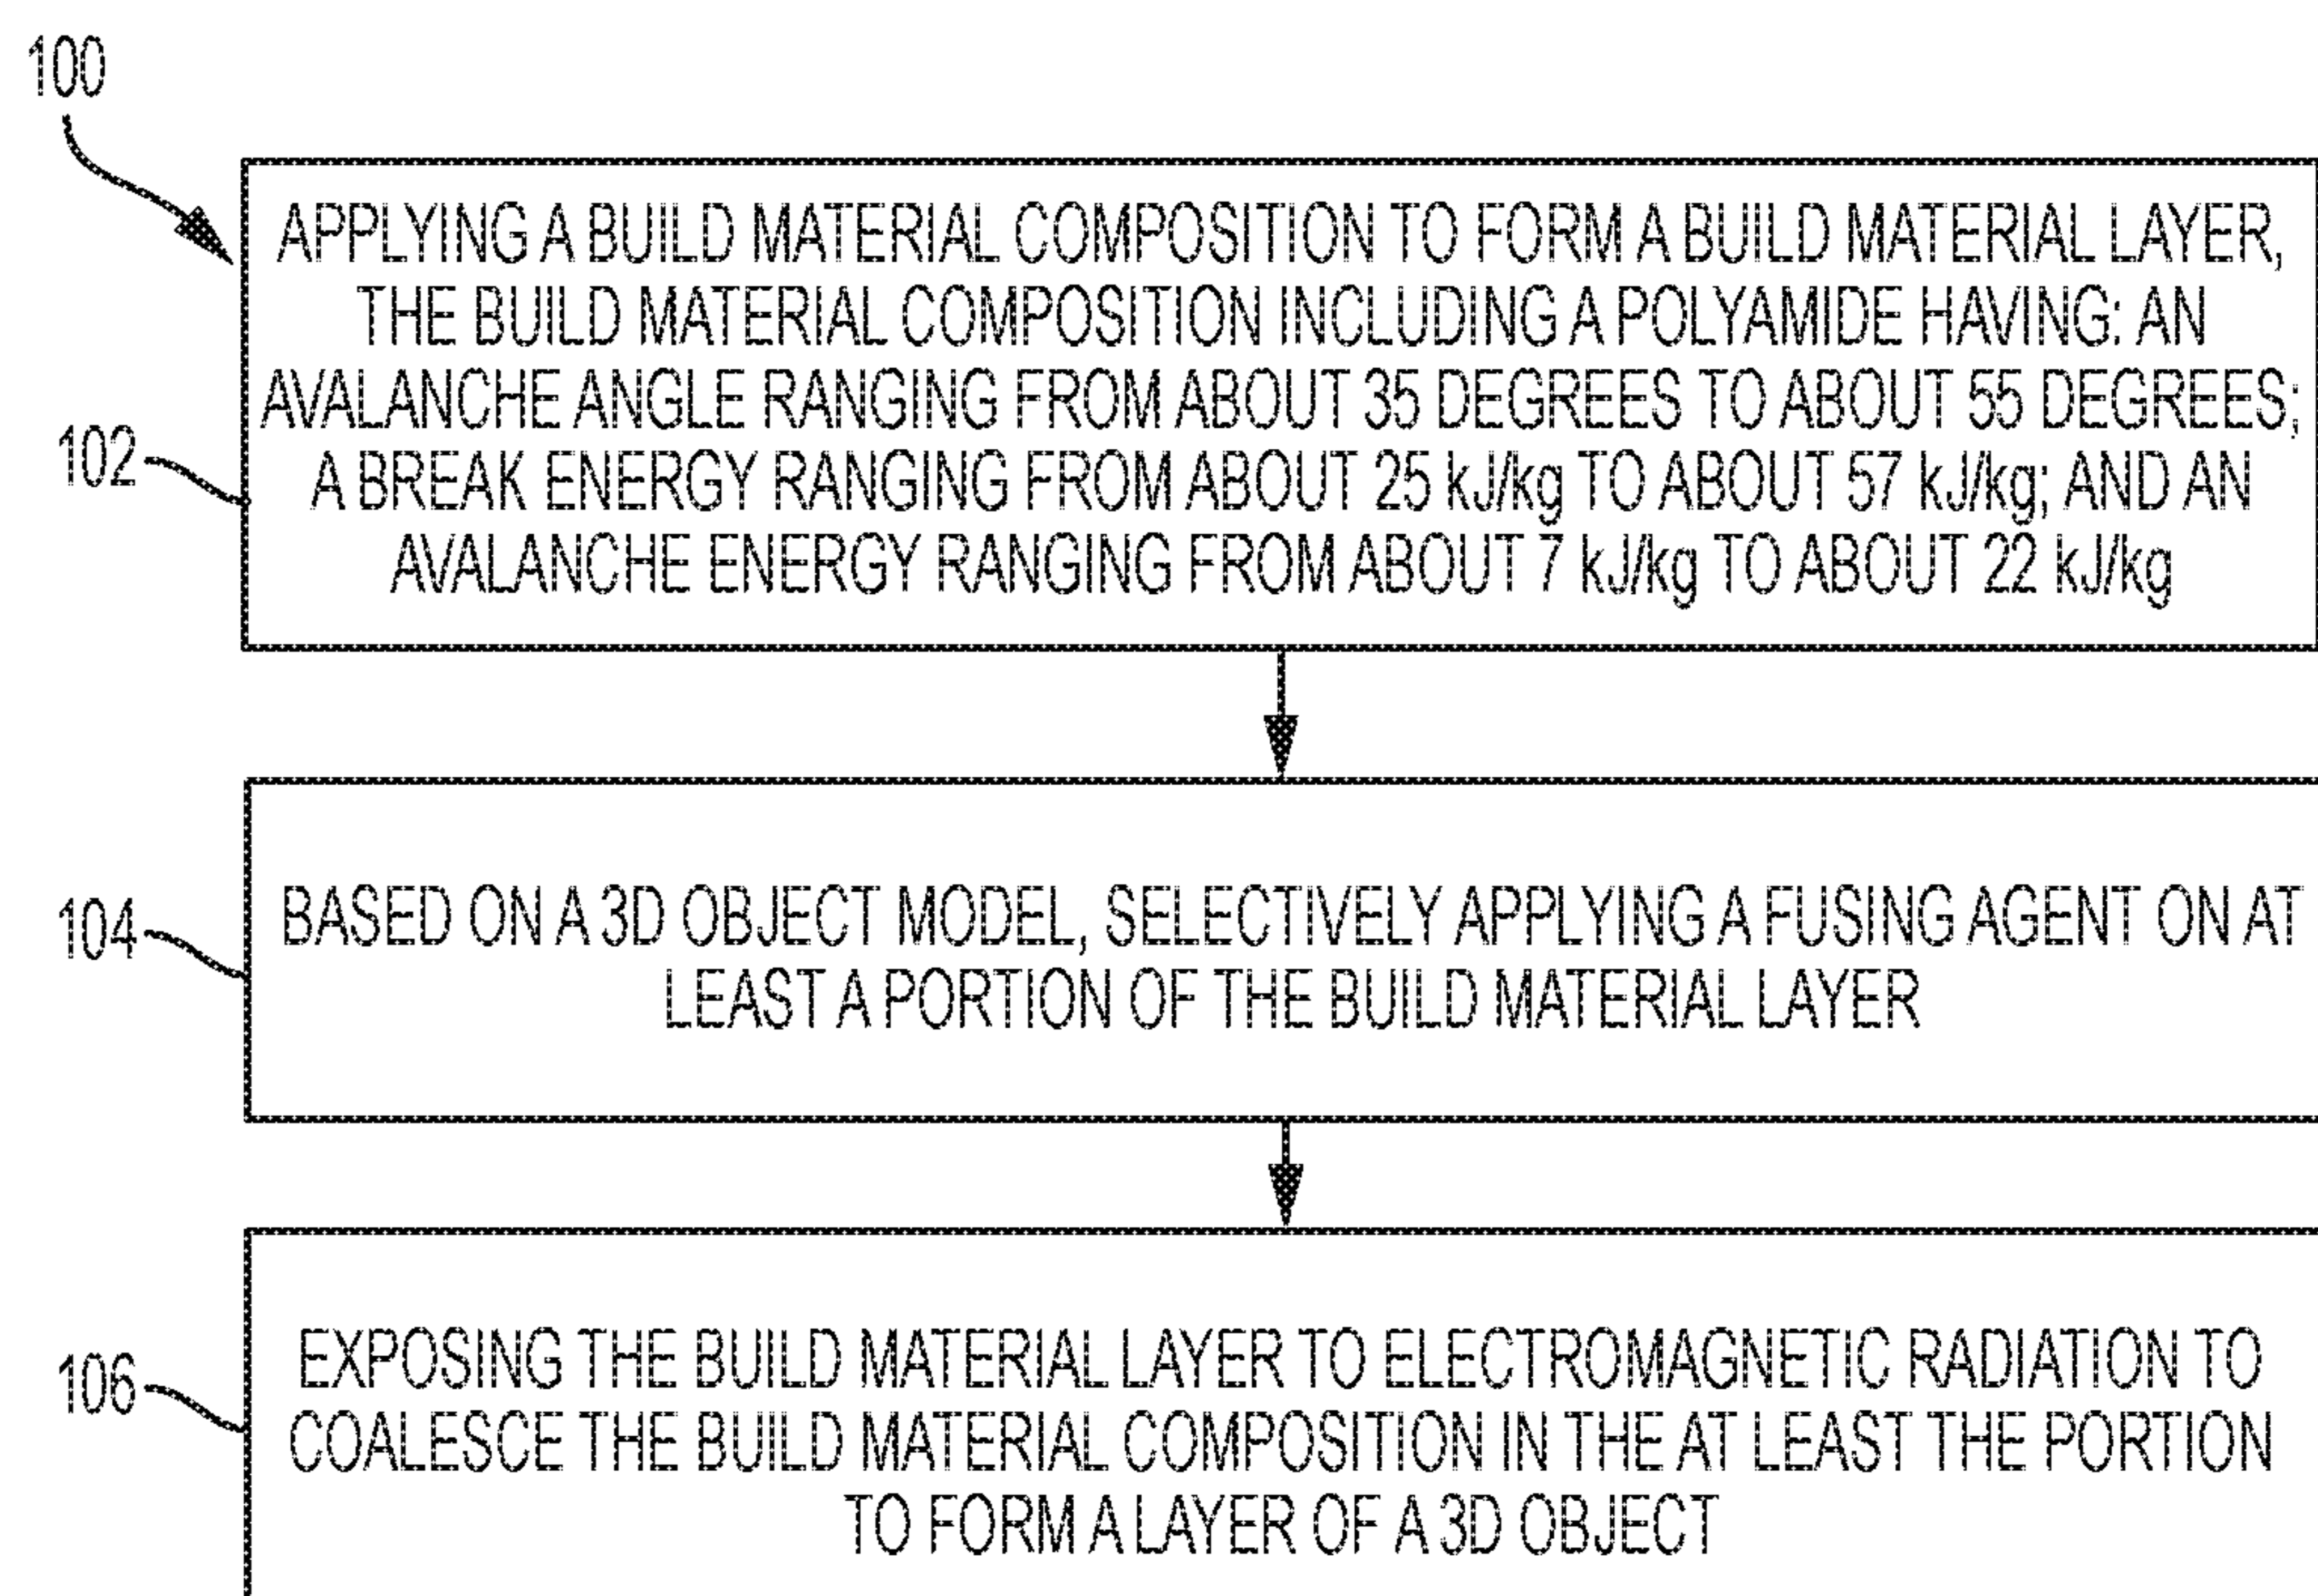 100
APPLYING A BUILD MATERIAL COMPOSITION TO FORM A BUILD MATERIAL LAYER,
THE BUILD MATERIAL COMPOSITION INCLUDING A POLYAMIDE HAVING: AN
AVALANCHE ANGLE RANGING FROM ABOUT 35 DEGREES TO ABOUT 55 DEGREES;
102
A BREAK ENERGY RANGING FROM ABOUT 25 kJ/kg TO ABOUT 57 kJ/kg; AND AN
AVALANCHE ENERGY RANGING FROM ABOUT 7 kJ/kg TO ABOUT 22 kJ/kg
104
BASED ON A 3D OBJECT MODEL, SELECTIVELY APPLYING A FUSING AGENT ON AT
LEAST A PORTION OF THE BUILD MATERIAL LAYER
106
EXPOSING THE BUILD MATERIAL LAYER TO ELECTROMAGNETIC RADIATION TO
COALESCE THE BUILD MATERIAL COMPOSITION IN THE AT LEAST THE PORTION
TO FORM A LAYER OF A 3D OBJECT